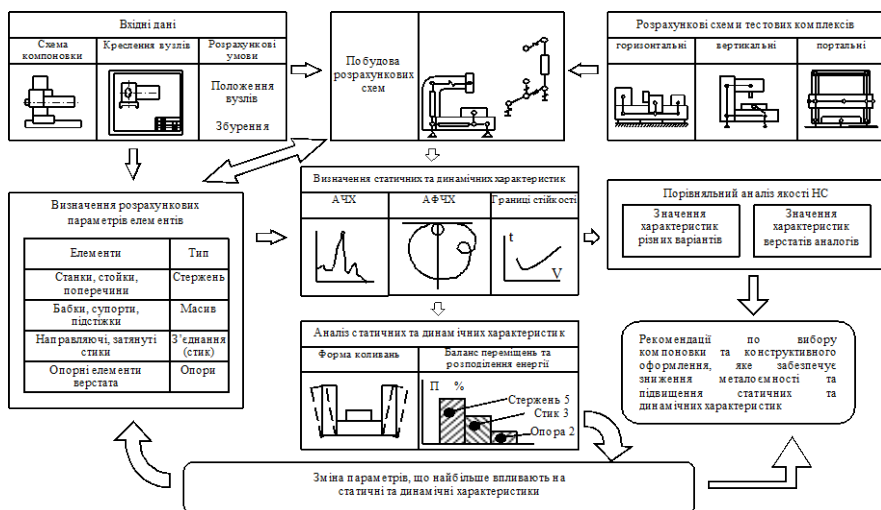 Вхідні дані
Схема
компоновки
Креслення вузлів
Розрахункові
умови
Положення
вузлів
Збурення
Побудова
розрахункових
схем
Розрахункові схеми тестових комплексів
горизонтальні
вертикальні
портальні
Визначення розрахункових
параметрів елементів
Елементи
Тип
Станки, стойки,
поперечини
Стержень
Бабки, супорти,
підстіжки
Масив
Направляючі, затянуті
стики
З’єднання
(стик)
Опорні елементи
верстата
Опори
Визначення статичних та динамічних характеристик
АЧХ
АФЧХ
Границі стійкості
t
V
Порівняльний аналіз якості НС
Значення
характеристик
різних варіантів
Значення
характеристик
верстатів аналогів
Аналіз статичних та динамічних характеристик
Форма коливань
Баланс переміщень та
розподілення енергії
П %
Стержень 5
Стик 3
Опора 2
Рекомендації по вибору
компоновки та конструктивного
оформлення, яке забезпечує
зниження металоємності та
підвищення статичних та
динамічних характеристик
Зміна параметрів, що найбільше впливають на
статичні та динамічні характеристики